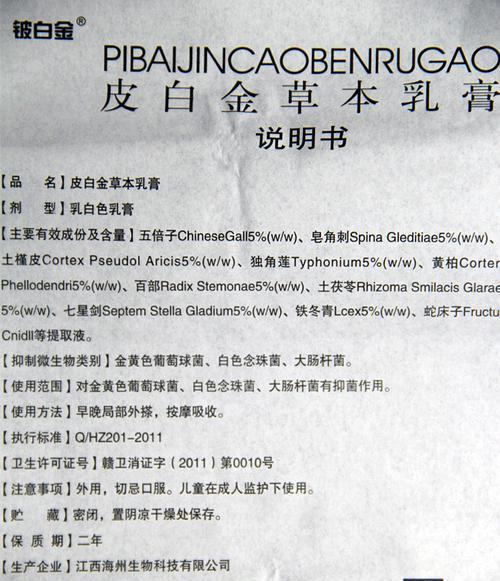 铍白金®
PIBAIJINCAOBENRUGAO
皮白金草本乳膏
说明书
【品 名】皮白金草本乳膏
【剂 型】乳白色乳膏
【主要有效成份及含量】五倍子ChineseGall5%(w/w)、皂角刺Spina Gleditiae5%(w/w)、
土槿皮Cortex Pseudol Aricis5%(w/w)、独角莲Typhonium5%(w/w)、黄柏Corter
Phellodendri5%(w/w)、百部Radix Stemonae5%(w/w)、土茯苓Rhizoma Smilacis Glarae
5%(w/w)、七星剑Septem Stella Gladium5%(w/w)、铁冬青Lcex5%(w/w)、蛇床子Fructu
Cnidll等提取液。
【抑制微生物类别】金黄色葡萄球菌、白色念珠菌、大肠杆菌。
【使用范围】对金黄色葡萄球菌、白色念珠菌、大肠杆菌有抑菌作用。
【使用方法】早晚局部外搽，按摩吸收。
【执行标准】Q/HZ201-2011
【卫生许可证号】赣卫消证字（2011）第0010号
【注意事项】外用，切忌口服。儿童在成人监护下使用。
【贮 藏】密闭，置阴凉干燥处保存。
【保 质 期】二年
【生产企业】江西海州生物科技有限公司